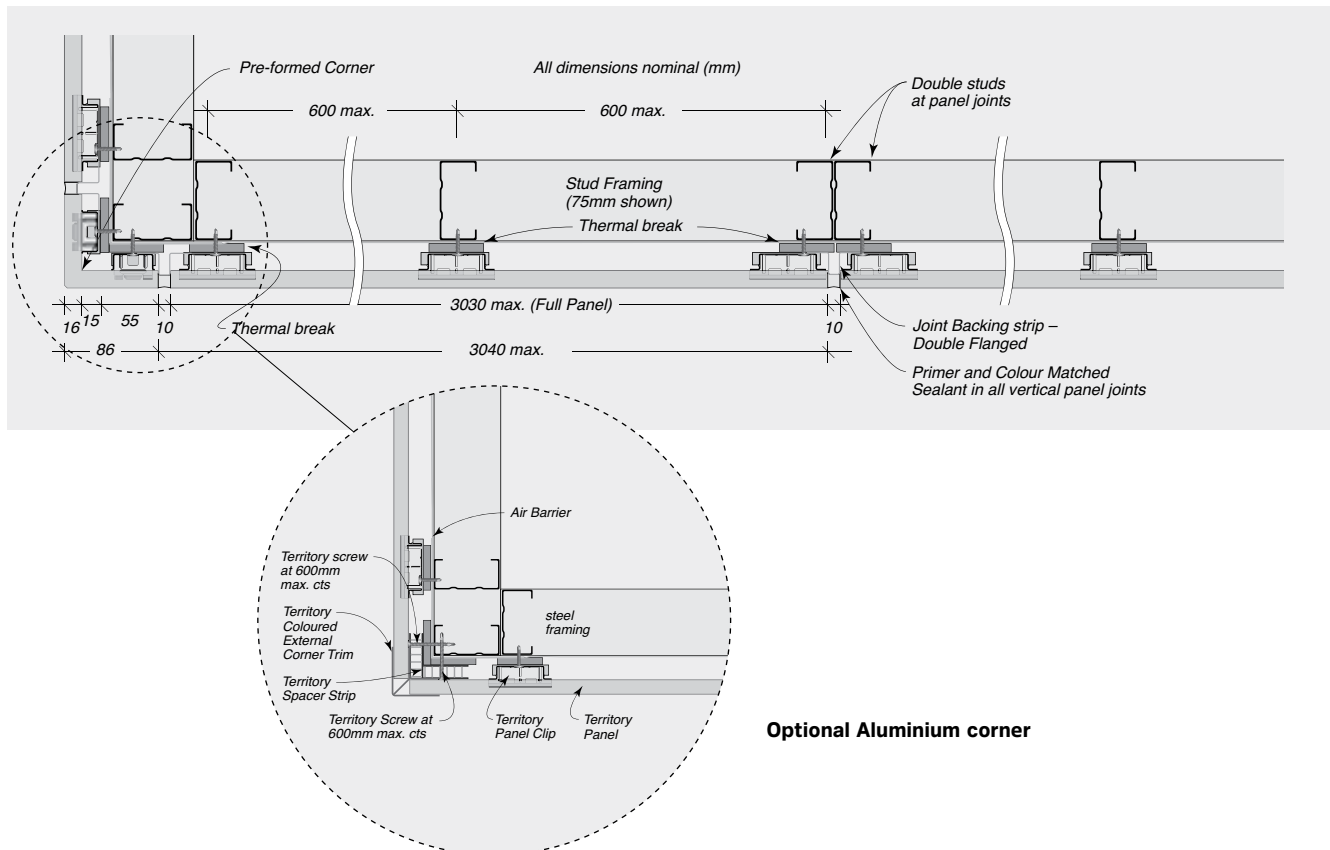 Pre-formed Corner
All dimensions nominal (mm)
Double studs
at panel joints
600 max.
600 max.
Stud Framing
(75mm shown)
Thermal break
3030 max. (Full Panel)
16
15
55
10
Thermal break
10
Joint Backing strip –
Double Flanged
86
3040 max.
Primer and Colour Matched
Sealant in all vertical panel joints
Air Barrier
Territory screw
at 600mm
max. cts
Territory
Coloured
External
Corner Trim
steel
framing
Territory
Spacer Strip
Territory Screw at
600mm max. cts
Territory
Panel Clip
Territory
Panel
Optional Aluminium corner